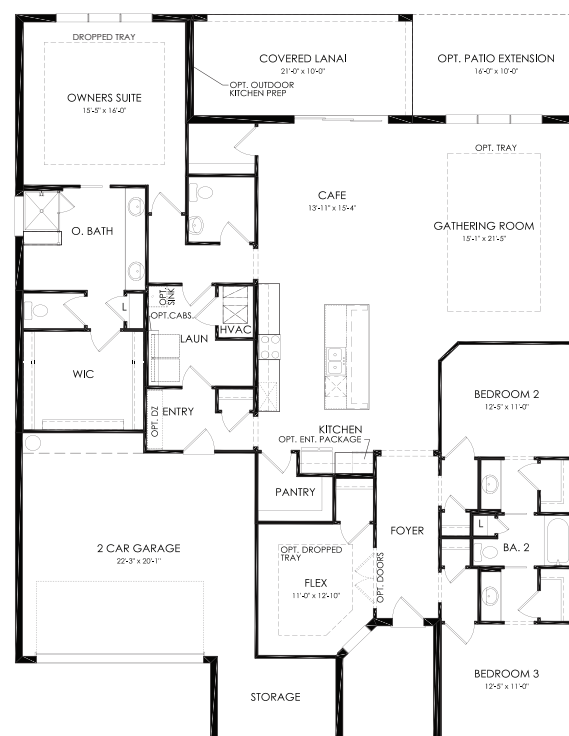 DROPPED TRAY
OWNERS SUITE
15'-5" x 16'-0"
COVERED LANAI
21'-0" x 10'-0"
OPT. PATIO EXTENSION
16'-0" x 10'-0"
OPT. OUTDOOR
KITCHEN PREP
OPT. TRAY
CAFE
13'-11" x 15'-4"
GATHERING ROOM
15'-1" x 21'-5"
O. BATH
L
OPT.
SINK
OPT.CABS.
HVAC
LAUN
WIC
OPT. DZ
ENTRY
BEDROOM 2
12'-5" x 11'-0"
KITCHEN
OPT. ENT. PACKAGE
PANTRY
FOYER
L
BA. 2
2 CAR GARAGE
22'-3" x 20'-1"
OPT. DROPPED
TRAY
FLEX
11'-0" x 12'-10"
OPT. DOORS
BEDROOM 3
12'-5" x 11'-0"
STORAGE